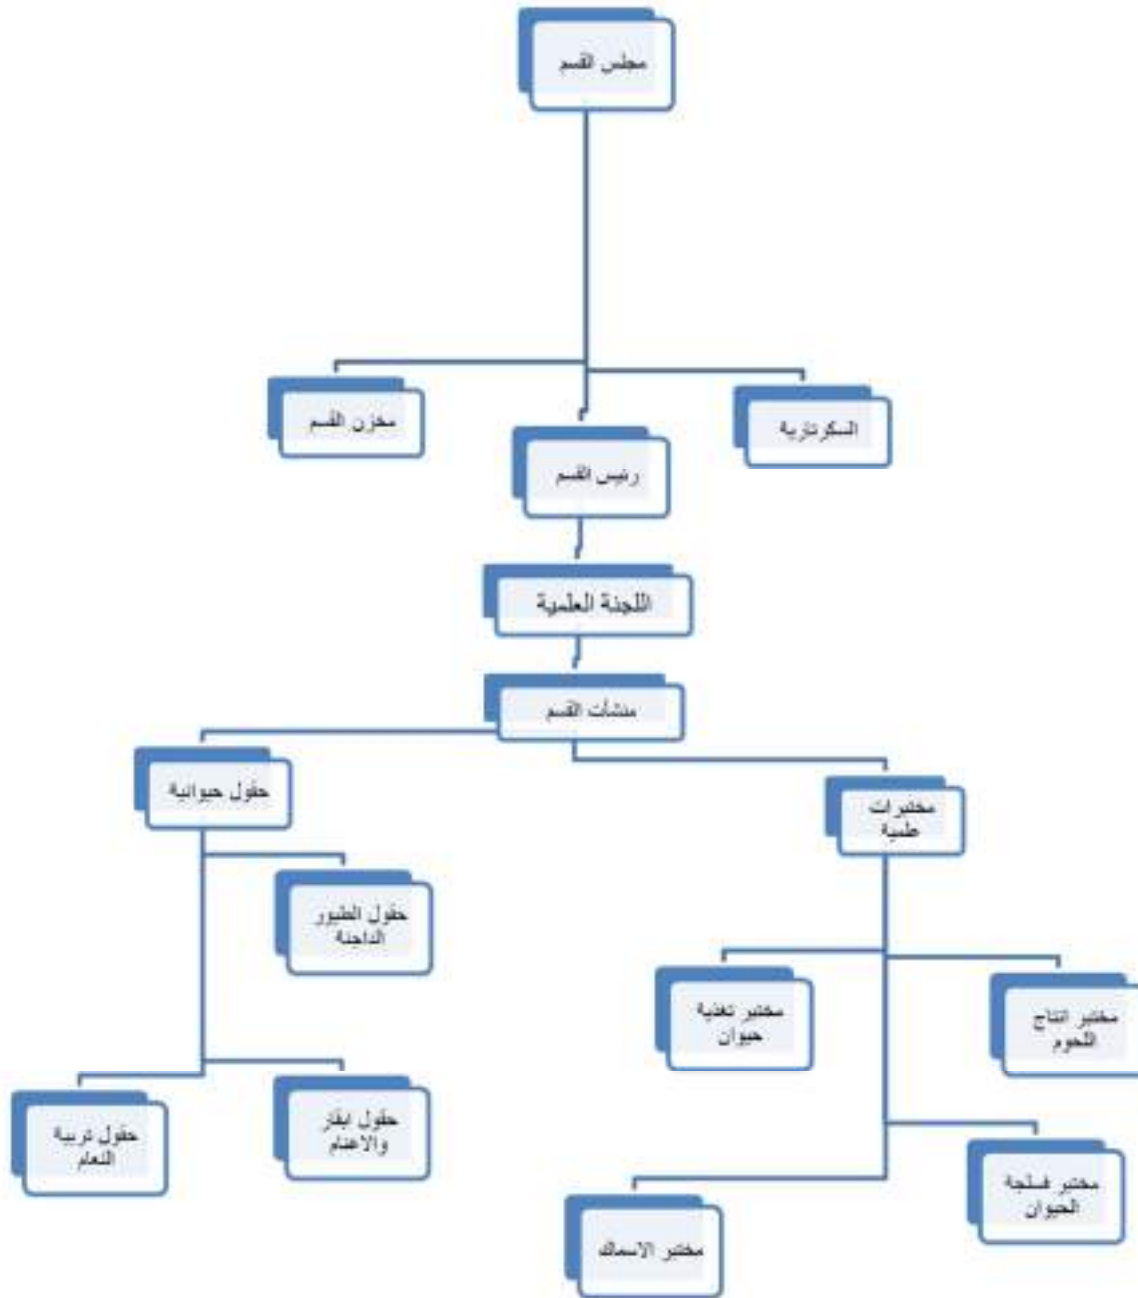 مجلس القسم
السكرتارية
مخزن القسم
رئيس القسم
اللجنة العلمية
منشأت القسم
حقول حيوانية
مختبرات
علمية
حقول الطيور
الداجنة
مختبر انتاج
اللحوم
مختبر تغذية
حيوان
حقول ابقار
والاغنام
حقول تربية
النعام
مختبر فسلجة
الحيوان
مختبر الاسماك